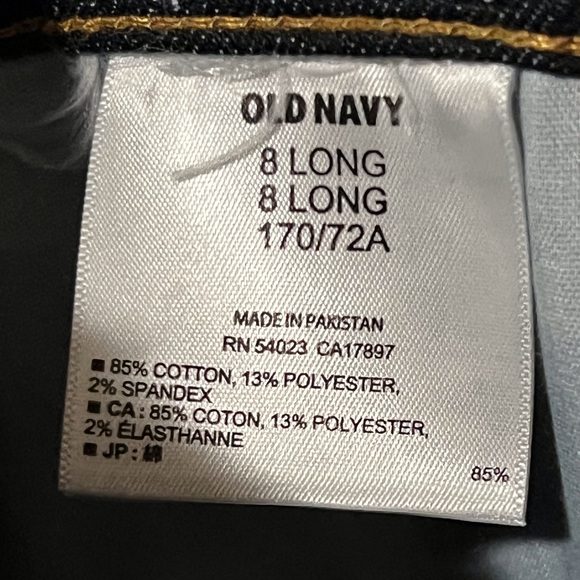 OLD NAVY
8 LONG
8 LONG
170/72A
MADE IN PAKISTAN
RN 54023 CA17897
■ 85% COTTON, 13% POLYESTER,
2% SPANDEX
■ CA : 85% COTON, 13% POLYESTER,
2% ÉLASTHANNE
■ JP : 綿
85%